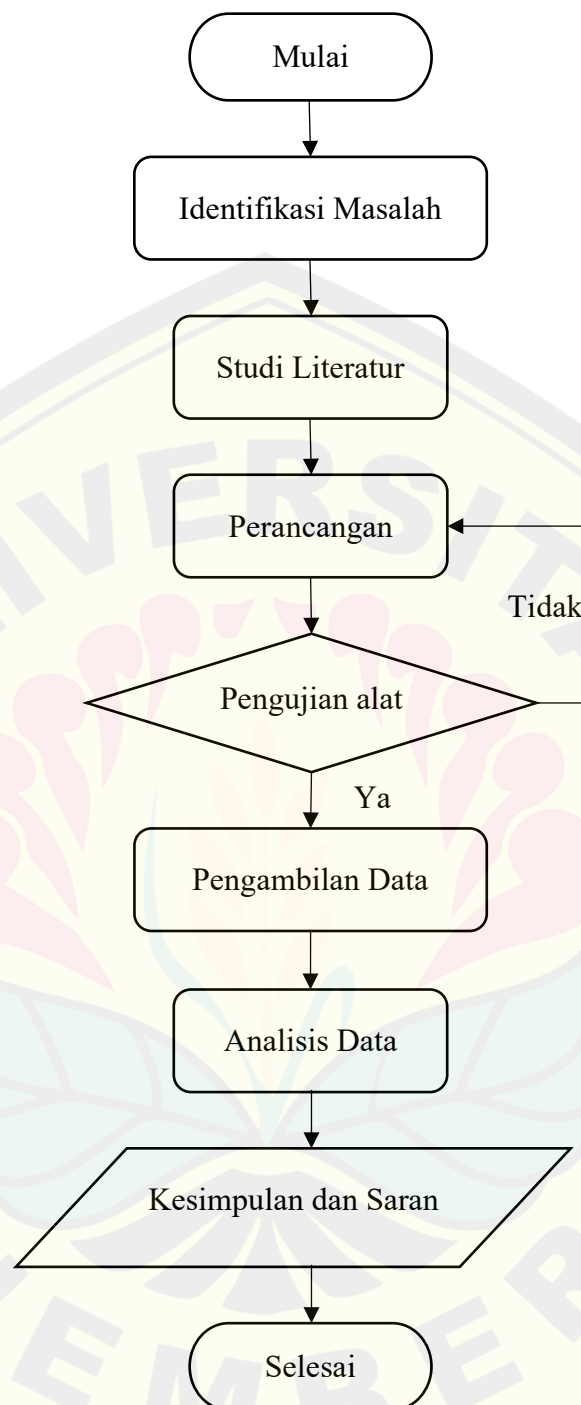 Mulai
Identifikasi Masalah
Studi Literatur
Perancangan
Tidak
Pengujian alat
Ya
Pengambilan Data
Analisis Data
Kesimpulan dan Saran
Selesai